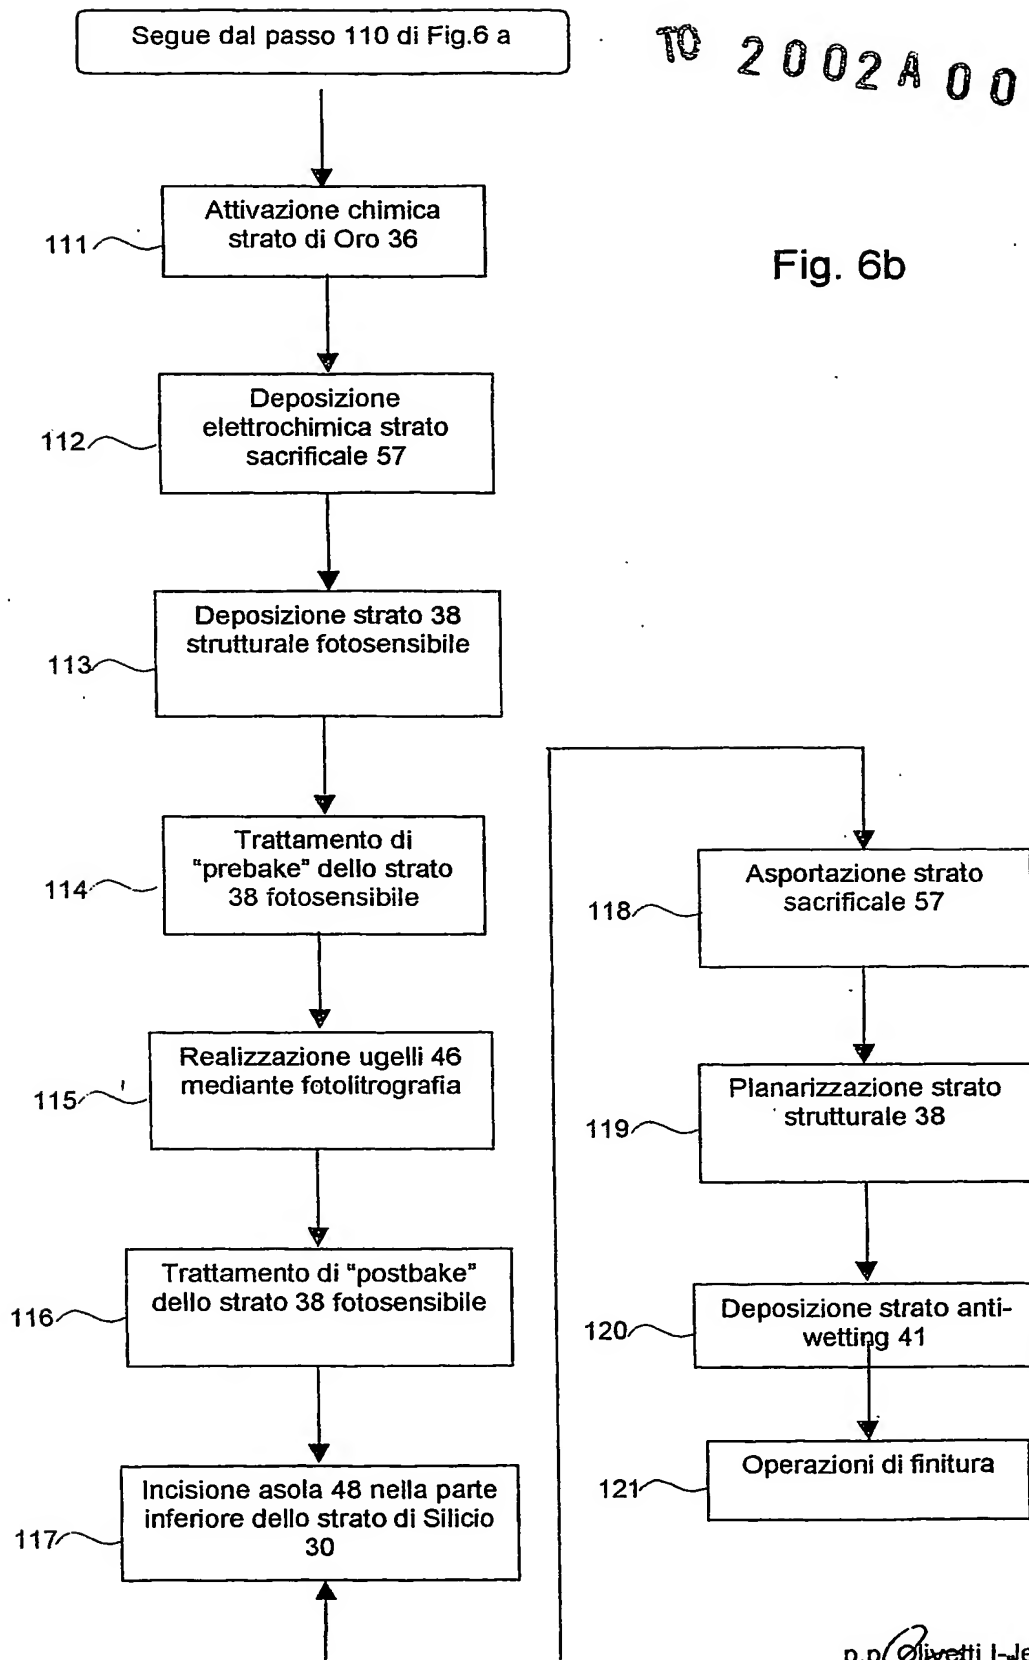 Segue dal passo 110 di Fig.6 a
TO 2002A00
Fig. 6b
111
Attivazione chimica
strato di Oro 36
112
Deposizione
elettrochimica strato
sacrificale 57
113
Deposizione strato 38
strutturale fotosensibile
114
Trattamento di
"prebake" dello strato
38 fotosensibile
115
Realizzazione ugelli 46
mediante fotolitrografia
116
Trattamento di "postbake"
dello strato 38 fotosensibile
117
Incisione asola 48 nella parte
inferiore dello strato di Silicio
30
118
Asportazione strato
sacrificale 57
119
Planarizzazione strato
strutturale 38
120
Deposizione strato anti-
wetting 41
121
Operazioni di finitura
p.p. Olivetti I-Je